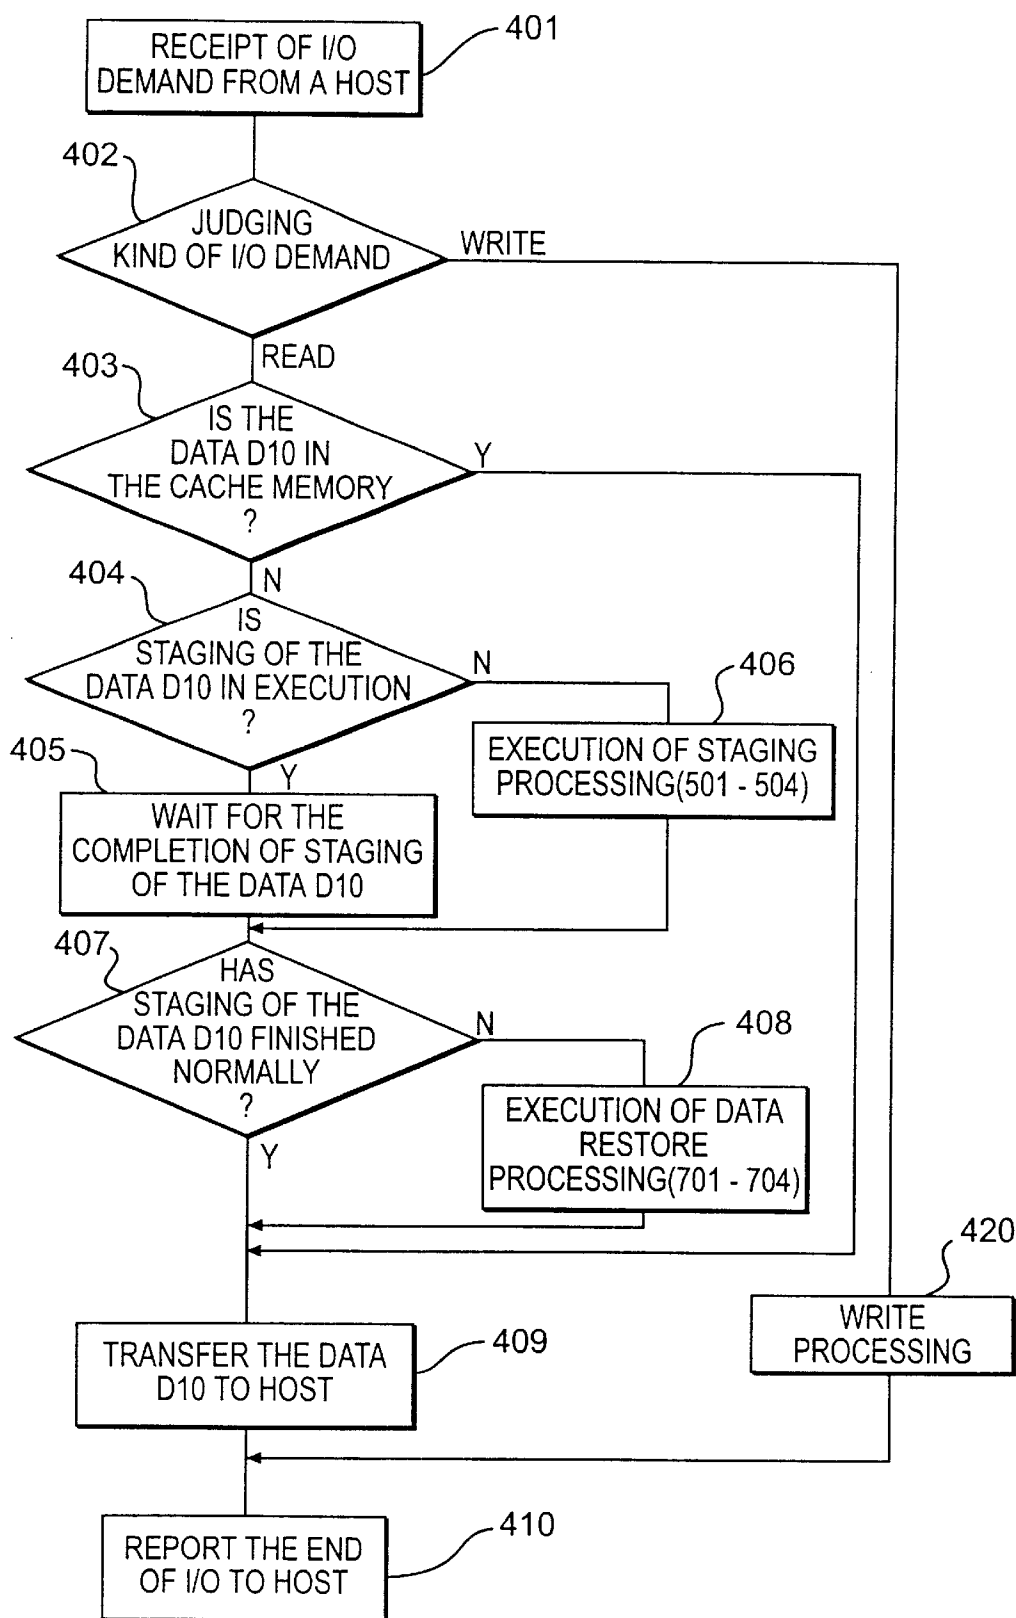 RECEIPT OF I/O
DEMAND FROM A HOST
401
402
JUDGING
KIND OF I/O DEMAND
WRITE
READ
403
IS THE
DATA D10 IN
THE CACHE MEMORY
?
Y
N
404
IS
STAGING OF THE
DATA D10 IN EXECUTION
?
N
Y
406
EXECUTION OF STAGING
PROCESSING(501 - 504)
405
WAIT FOR THE
COMPLETION OF STAGING
OF THE DATA D10
407
HAS
STAGING OF THE
DATA D10 FINISHED
NORMALLY
?
N
Y
408
EXECUTION OF DATA
RESTORE
PROCESSING(701 - 704)
420
WRITE
PROCESSING
TRANSFER THE DATA
D10 TO HOST
409
REPORT THE END
OF I/O TO HOST
410